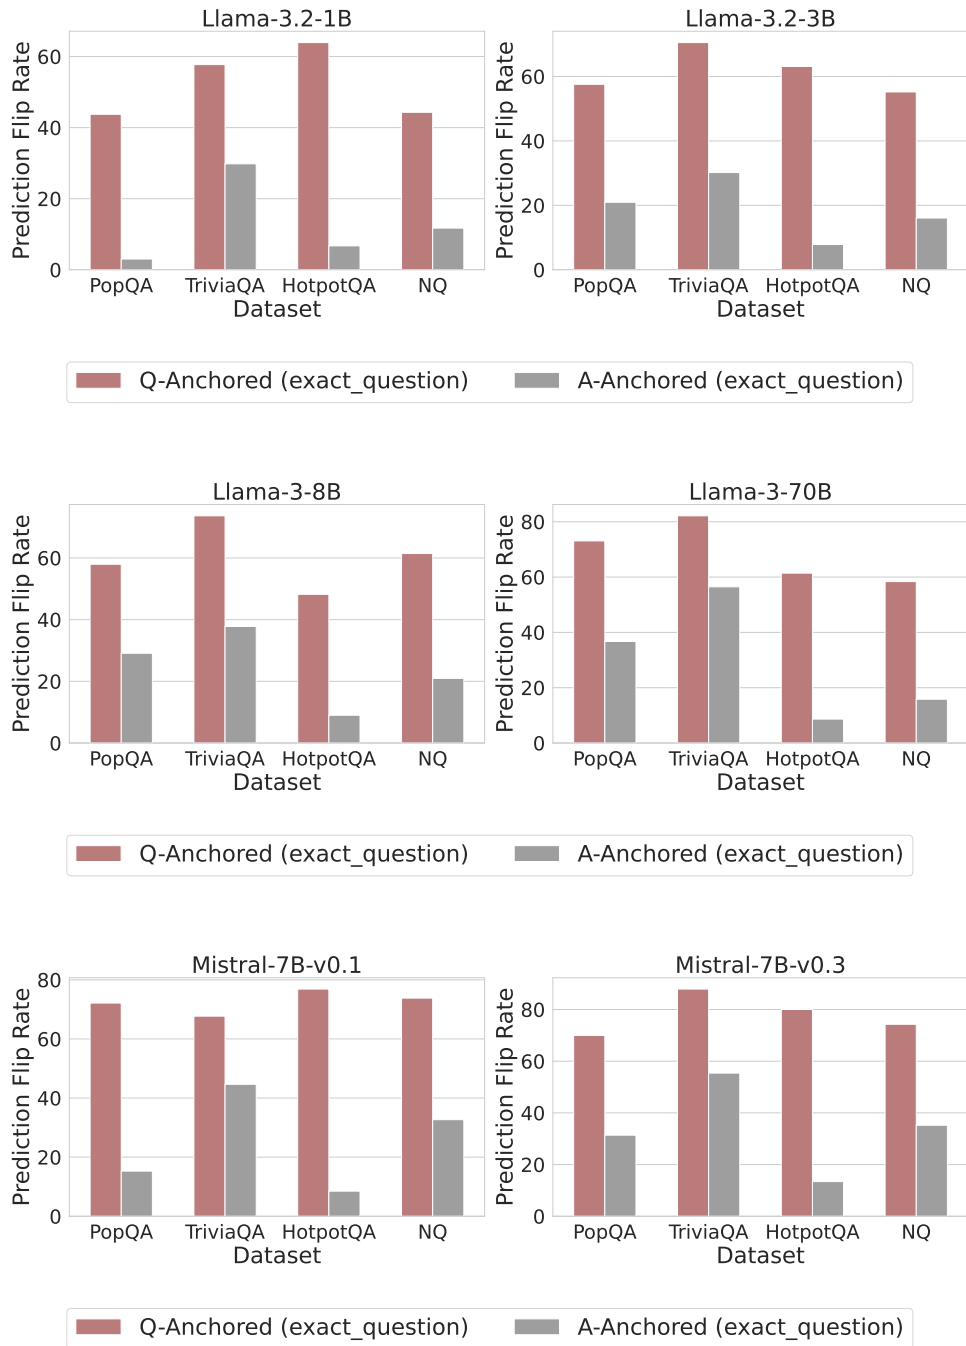 Llama-3.2-1B
Prediction Flip Rate
60
40
20
0
PopQA TriviaQA HotpotQA NQ
Dataset
Llama-3.2-3B
Prediction Flip Rate
60
40
20
0
PopQA TriviaQA HotpotQA NQ
Dataset
Q-Anchored (exact_question) A-Anchored (exact_question)
Llama-3-8B
Prediction Flip Rate
60
40
20
0
PopQA TriviaQA HotpotQA NQ
Dataset
Llama-3-70B
Prediction Flip Rate
80
60
40
20
0
PopQA TriviaQA HotpotQA NQ
Dataset
Q-Anchored (exact_question) A-Anchored (exact_question)
Mistral-7B-v0.1
Prediction Flip Rate
80
60
40
20
0
PopQA TriviaQA HotpotQA NQ
Dataset
Mistral-7B-v0.3
Prediction Flip Rate
80
60
40
20
0
PopQA TriviaQA HotpotQA NQ
Dataset
Q-Anchored (exact_question) A-Anchored (exact_question)